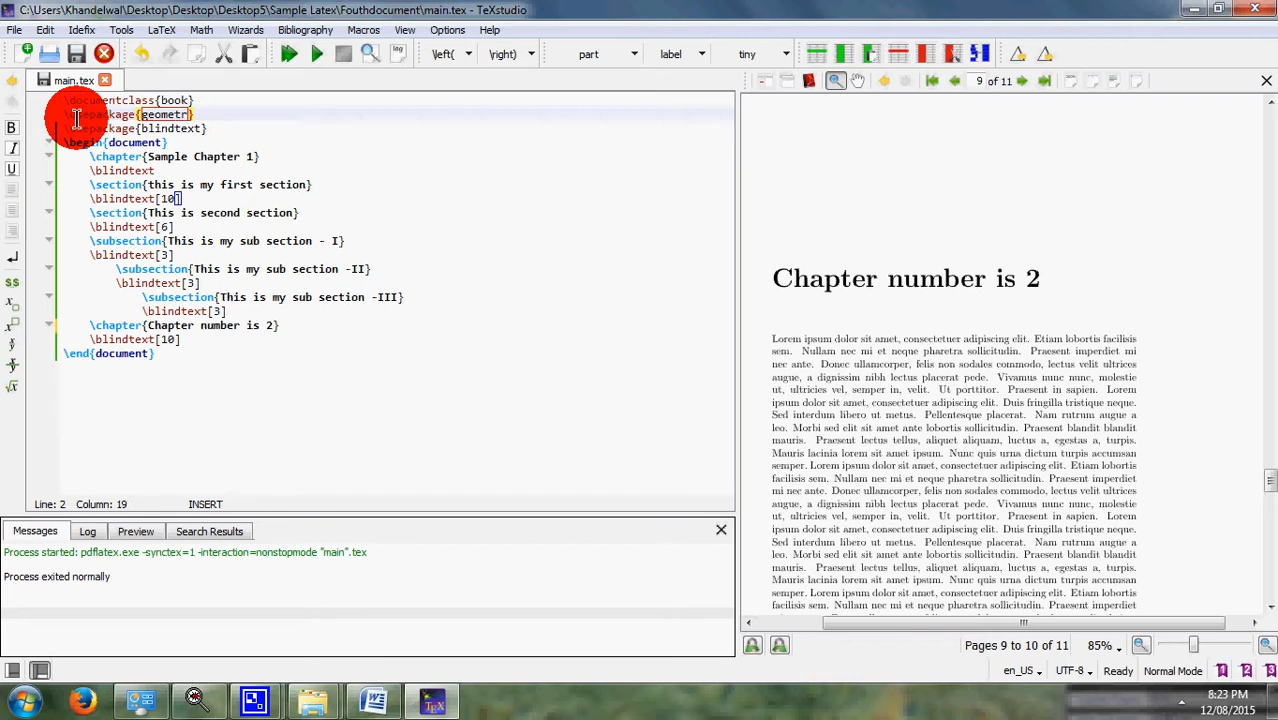 C:\Users\Khandelwal\Desktop\Desktop\Desktop5\Sample Latex\Fouthdocument\main.tex - TeXstudio
File Edit Idefix Tools LaTeX Math Wizards Bibliography Macros View Options Help
\left( \right) part label tiny
main.tex
9 of 11
\documentclass{book}
package{geometr}
package{blindtext}
\begin{document}
\chapter{Sample Chapter 1}
\blindtext
\section{this is my first section}
\blindtext[10]
\section{This is second section}
\blindtext[6]
\subsection{This is my sub section - I}
\blindtext[3]
\subsection{This is my sub section -II}
\blindtext[3]
\subsection{This is my sub section -III}
\blindtext[3]
\chapter{Chapter number is 2}
\blindtext[10]
\end{document}
Line: 2 Column: 19 INSERT
Messages Log Preview Search Results
Process started: pdflatex.exe -synctex=1 -interaction=nonstopmode "main".tex
Process exited normally
Chapter number is 2
Lorem ipsum dolor sit amet, consectetuer adipiscing elit. Etiam lobortis facilisis
sem. Nullam nec mi et neque pharetra sollicitudin. Praesent imperdiet mi
nec ante. Donec ullamcorper, felis non sodales commodo, lectus velit ultrices
augue, a dignissim nibh lectus placerat pede. Vivamus nunc nunc, molestie
ut, ultricies vel, semper in, velit. Ut porttitor. Praesent in sapien. Lorem
ipsum dolor sit amet, consectetuer adipiscing elit. Duis fringilla tristique neque.
Sed interdum libero ut metus. Pellentesque placerat. Nam rutrum augue a
leo. Morbi sed elit sit amet ante lobortis sollicitudin. Praesent blandit blandit
mauris. Praesent lectus tellus, aliquet aliquam, luctus a, egestas a, turpis.
Mauris lacinia lorem sit amet ipsum. Nunc quis urna dictum turpis accumsan
semper. Lorem ipsum dolor sit amet, consectetuer adipiscing elit. Etiam lobortis
facilisis sem. Nullam nec mi et neque pharetra sollicitudin. Praesent imperdiet
mi nec ante. Donec ullamcorper, felis non sodales commodo, lectus velit ultrices
augue, a dignissim nibh lectus placerat pede. Vivamus nunc nunc, molestie
ut, ultricies vel, semper in, velit. Ut porttitor. Praesent in sapien. Lorem
ipsum dolor sit amet, consectetuer adipiscing elit. Duis fringilla tristique neque.
Sed interdum libero ut metus. Pellentesque placerat. Nam rutrum augue a
leo. Morbi sed elit sit amet ante lobortis sollicitudin. Praesent blandit blandit
mauris. Praesent lectus tellus, aliquet aliquam, luctus a, egestas a, turpis.
Mauris lacinia lorem sit amet ipsum. Nunc quis urna dictum turpis accumsan
semper. Lorem ipsum dolor sit amet, consectetuer adipiscing elit. Etiam lobortis
facilisis sem. Nullam nec mi et neque pharetra sollicitudin. Praesent imperdiet
Pages 9 to 10 of 11 85%
en_US UTF-8 Ready Normal Mode 1 2 3
8:23 PM
12/08/2015